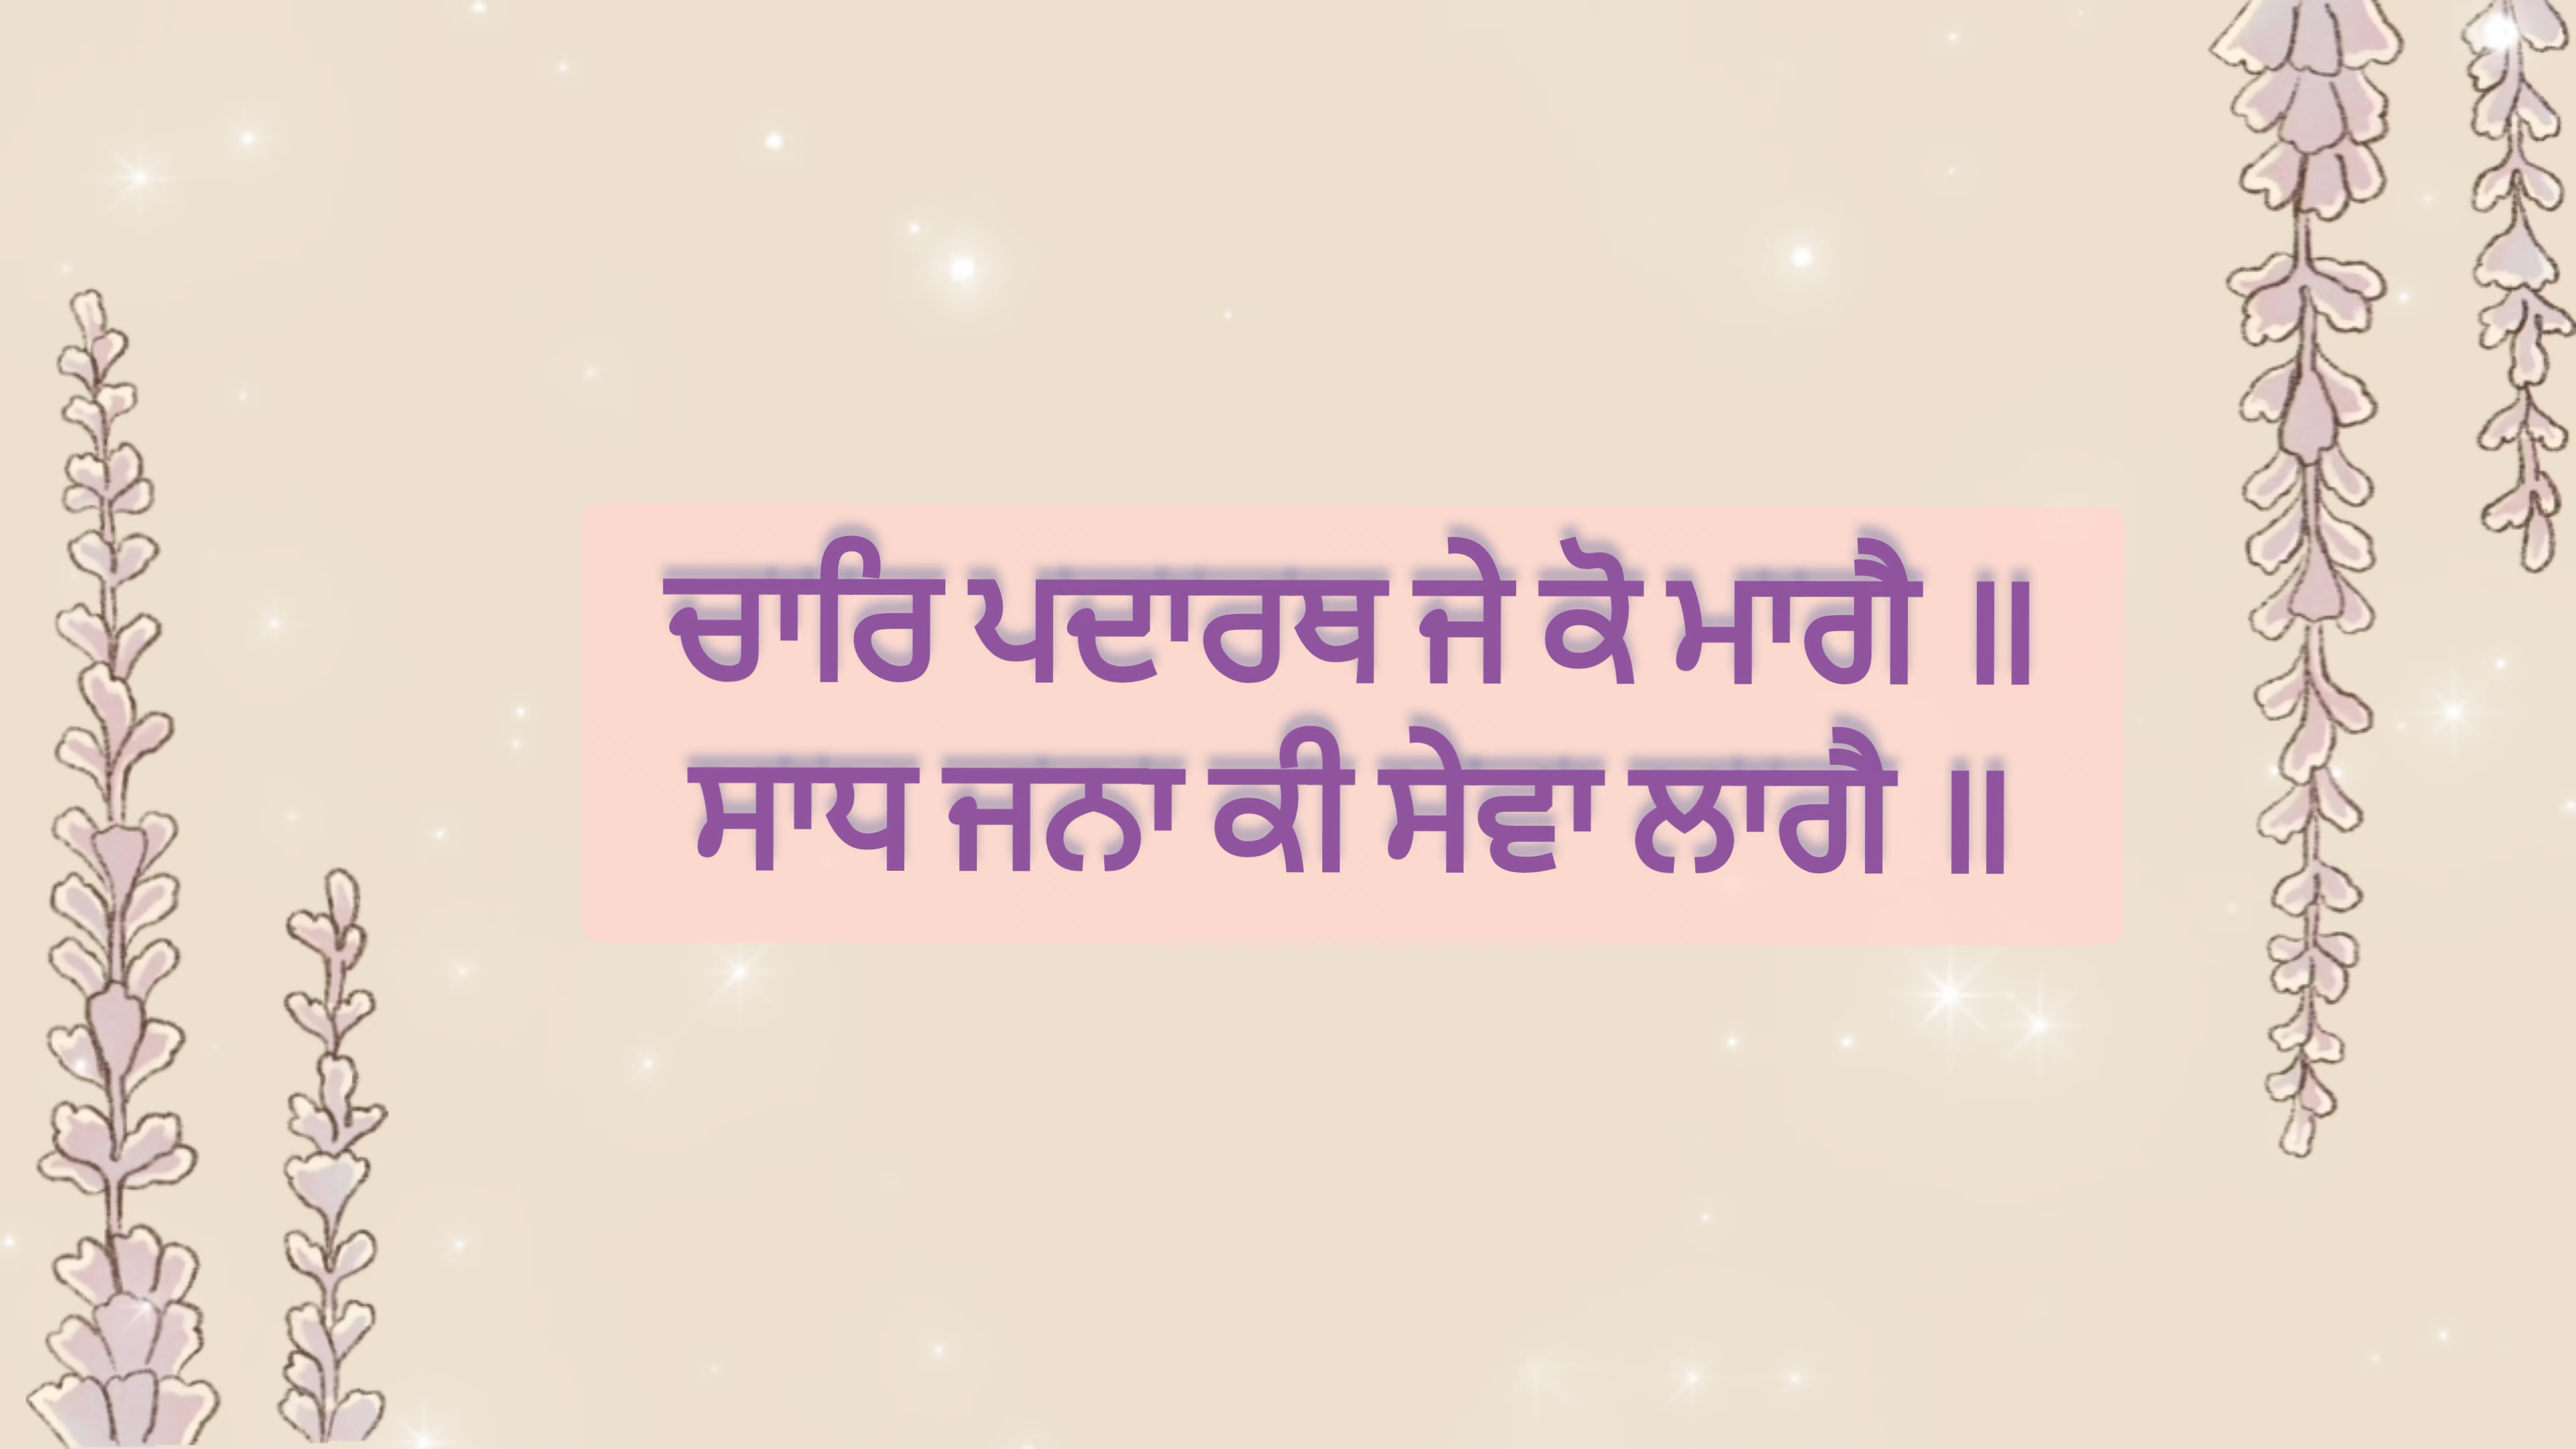 ਚਾਰਿ ਪਦਾਰਥ ਜੇ ਕੋ ਮਾਗੈ ॥
ਸਾਧ ਜਨਾ ਕੀ ਸੇਵਾ ਲਾਗੈ ॥